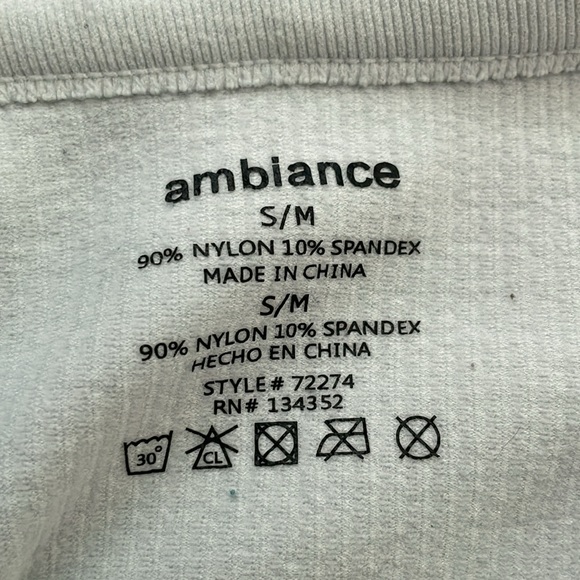 ambiance
S/M
90% NYLON 10% SPANDEX
MADE IN CHINA
S/M
90% NYLON 10% SPANDEX
HECHO EN CHINA
STYLE# 72274
RN# 134352
30° CL